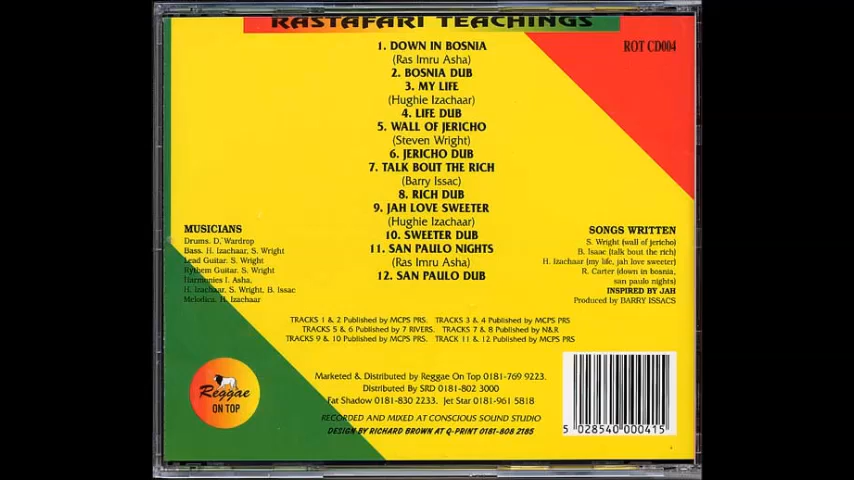 RASTAFARI TEACHINGS
ROT CD004
1. DOWN IN BOSNIA
(Ras Imru Asha)
2. BOSNIA DUB
3. MY LIFE
(Hughie Izachaar)
4. LIFE DUB
5. WALL OF JERICHO
(Steven Wright)
6. JERICHO DUB
7. TALK BOUT THE RICH
(Barry Issac)
8. RICH DUB
9. JAH LOVE SWEETER
(Hughie Izachaar)
10. SWEETER DUB
11. SAN PAULO NIGHTS
(Ras Imru Asha)
12. SAN PAULO DUB
MUSICIANS
Drums. D. Wardrop
Bass. H. Izachaar, S. Wright
Lead Guitar. S. Wright
Rythem Guitar. S. Wright
Harmonies I. Asha,
H. Izachaar, S. Wright, B. Issac
Melodica. H. Izachaar
SONGS WRITTEN
S. Wright (wall of jericho)
B. Isaac (talk bout the rich)
H. Izachaar (my life, jah love sweeter)
R. Carter (down in bosnia,
san paulo nights)
INSPIRED BY JAH
Produced by BARRY ISSACS
TRACKS 1 & 2 Published by MCPS PRS. TRACKS 3 & 4 Published by MCPS PRS
TRACKS 5 & 6 Published by 7 RIVERS. TRACKS 7 & 8 Published by N&R
TRACKS 9 & 10 Published by MCPS PRS. TRACK 11 & 12 Published by MCPS PRS
Marketed & Distributed by Reggae On Top 0181-769 9223.
Distributed By SRD 0181-802 3000
Fat Shadow 0181-830 2233. Jet Star 0181-961 5818
RECORDED AND MIXED AT CONSCIOUS SOUND STUDIO
DESIGN BY RICHARD BROWN AT Q-PRINT 0181-808 2185
Reggae
ON TOP
5 028540 000415